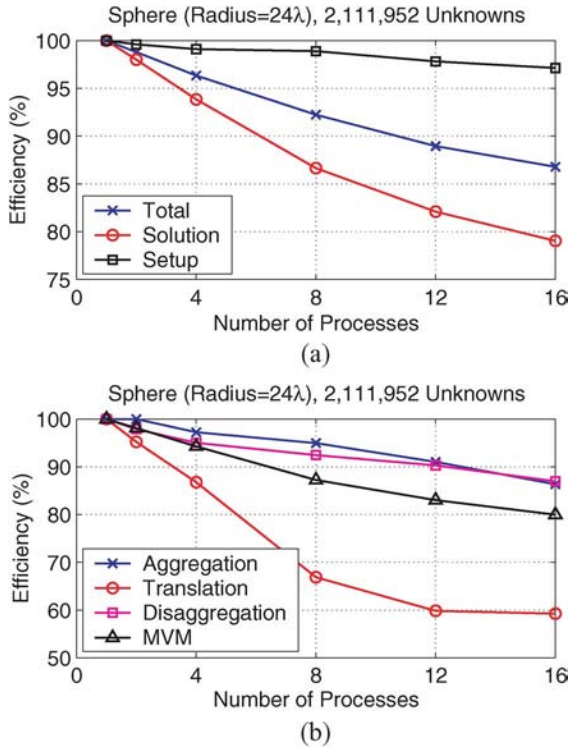 Sphere (Radius=24λ), 2,111,952 Unknowns
100
95
90
85
80
75
Efficiency (%)
Total
Solution
Setup
0 4 8 12 16
Number of Processes
(a)
Sphere (Radius=24λ), 2,111,952 Unknowns
100
90
80
70
60
50
Efficiency (%)
Aggregation
Translation
Disaggregation
MVM
0 4 8 12 16
Number of Processes
(b)